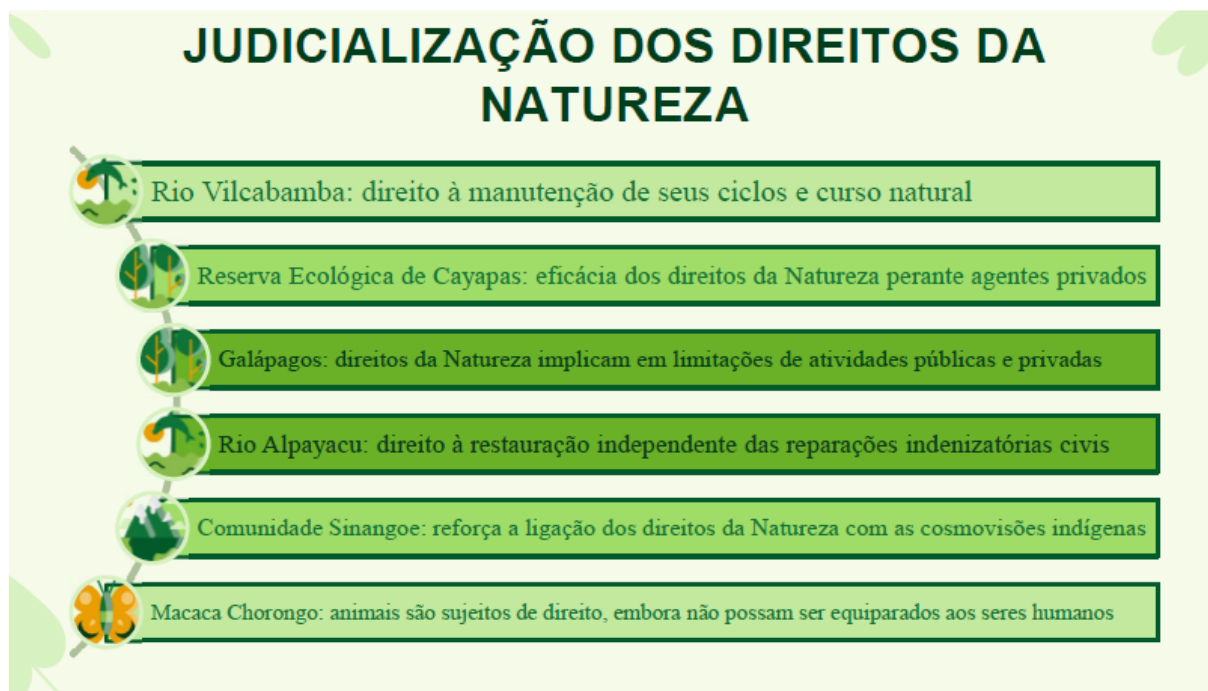 JUDICIALIZAÇÃO DOS DIREITOS DA
NATUREZA
Rio Vilcabamba: direito à manutenção de seus ciclos e curso natural
Reserva Ecológica de Cayapas: eficácia dos direitos da Natureza perante agentes privados
Galápagos: direitos da Natureza implicam em limitações de atividades públicas e privadas
Rio Alpayacu: direito à restauração independente das reparações indenizatórias civis
Comunidade Sinangoe: reforça a ligação dos direitos da Natureza com as cosmovisões indígenas
Macaca Chorongo: animais são sujeitos de direito, embora não possam ser equiparados aos seres humanos